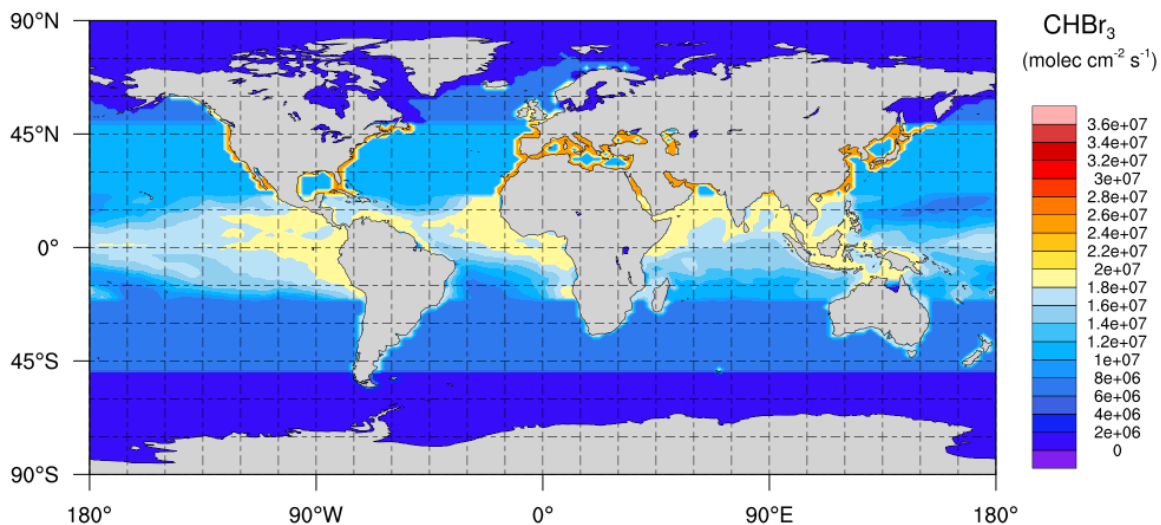 90°N
45°N
0°
45°S
90°S
180°
90°W
0°
90°E
180°
CHBr₃
(molec cm⁻² s⁻¹)
3.6e+07
3.4e+07
3.2e+07
3e+07
2.8e+07
2.6e+07
2.4e+07
2.2e+07
2e+07
1.8e+07
1.6e+07
1.4e+07
1.2e+07
1e+07
8e+06
6e+06
4e+06
2e+06
0